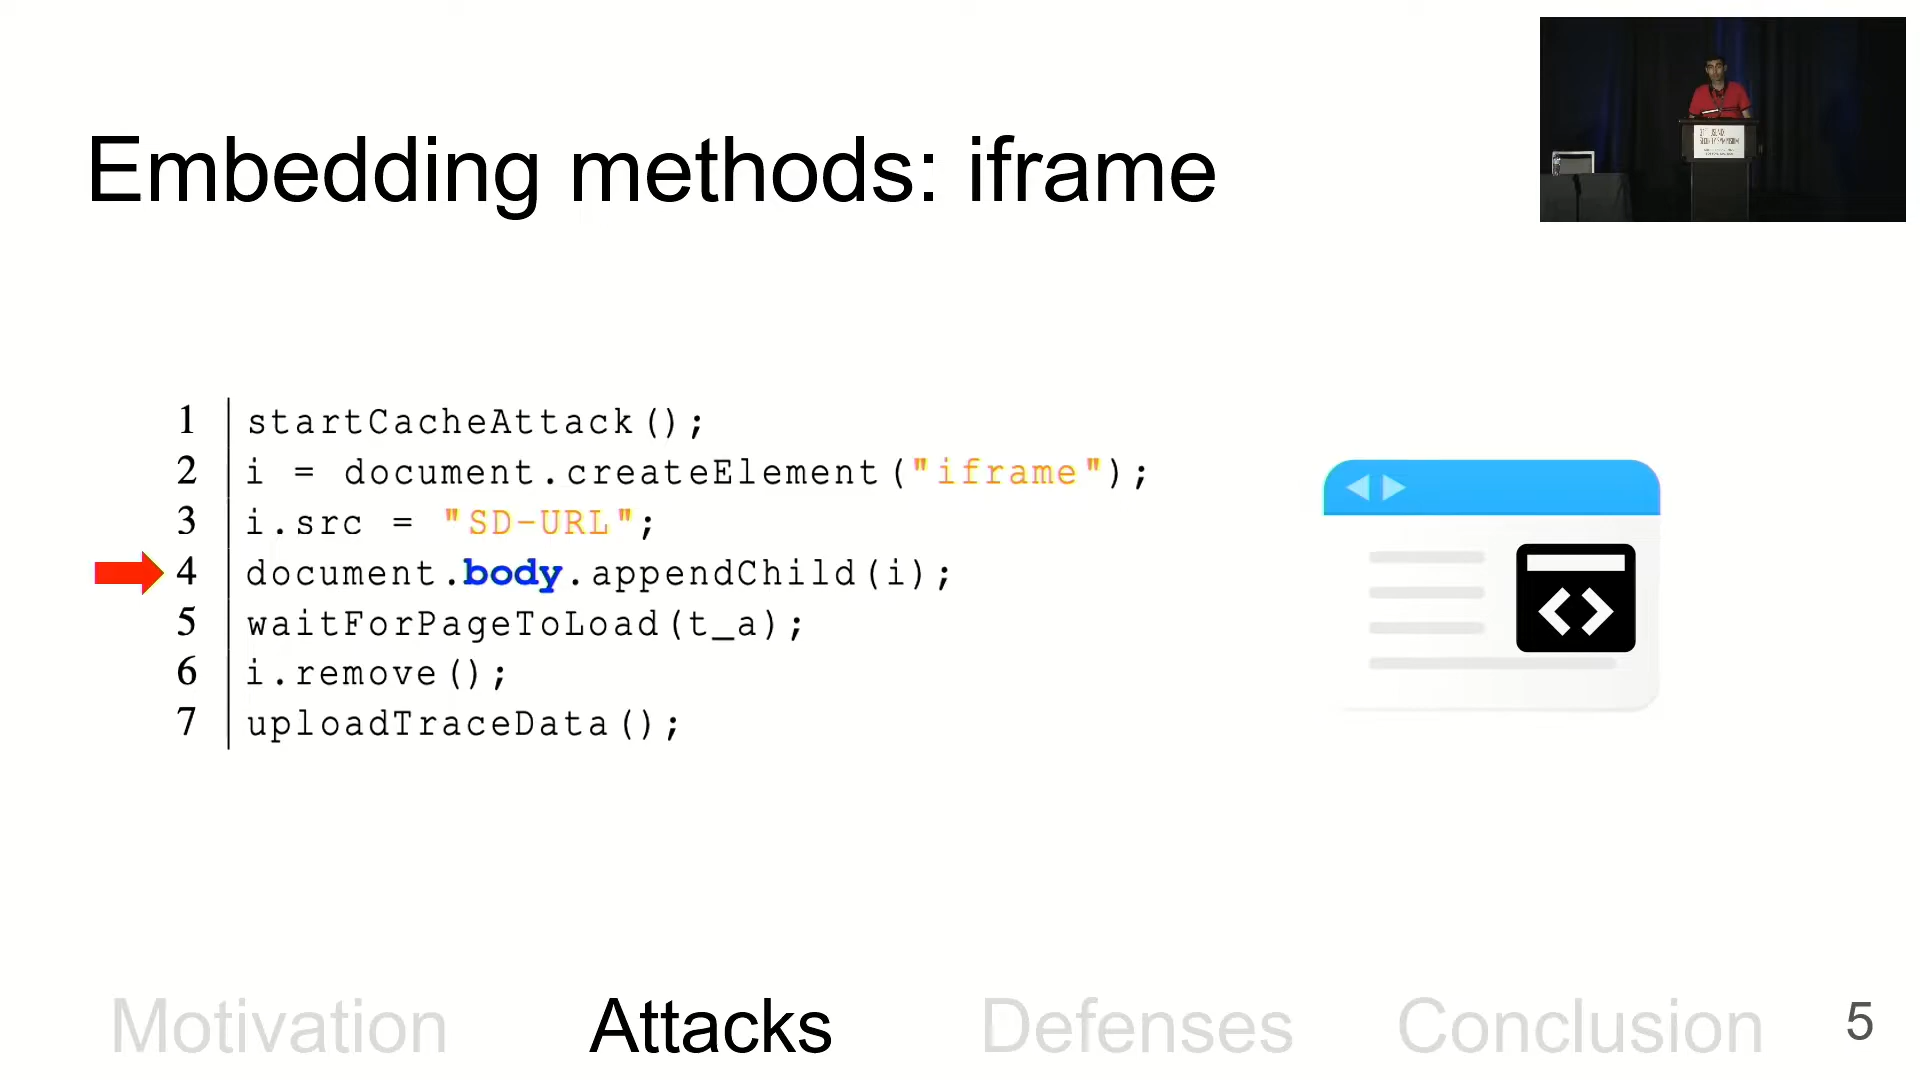 Embedding methods: iframe
1 startCacheAttack();
2 i = document.createElement("iframe");
3 i.src = "SD-URL";
4 document.body.appendChild(i);
5 waitForPageToLoad(t_a);
6 i.remove();
7 uploadTraceData();
Motivation Attacks Defenses Conclusion 5